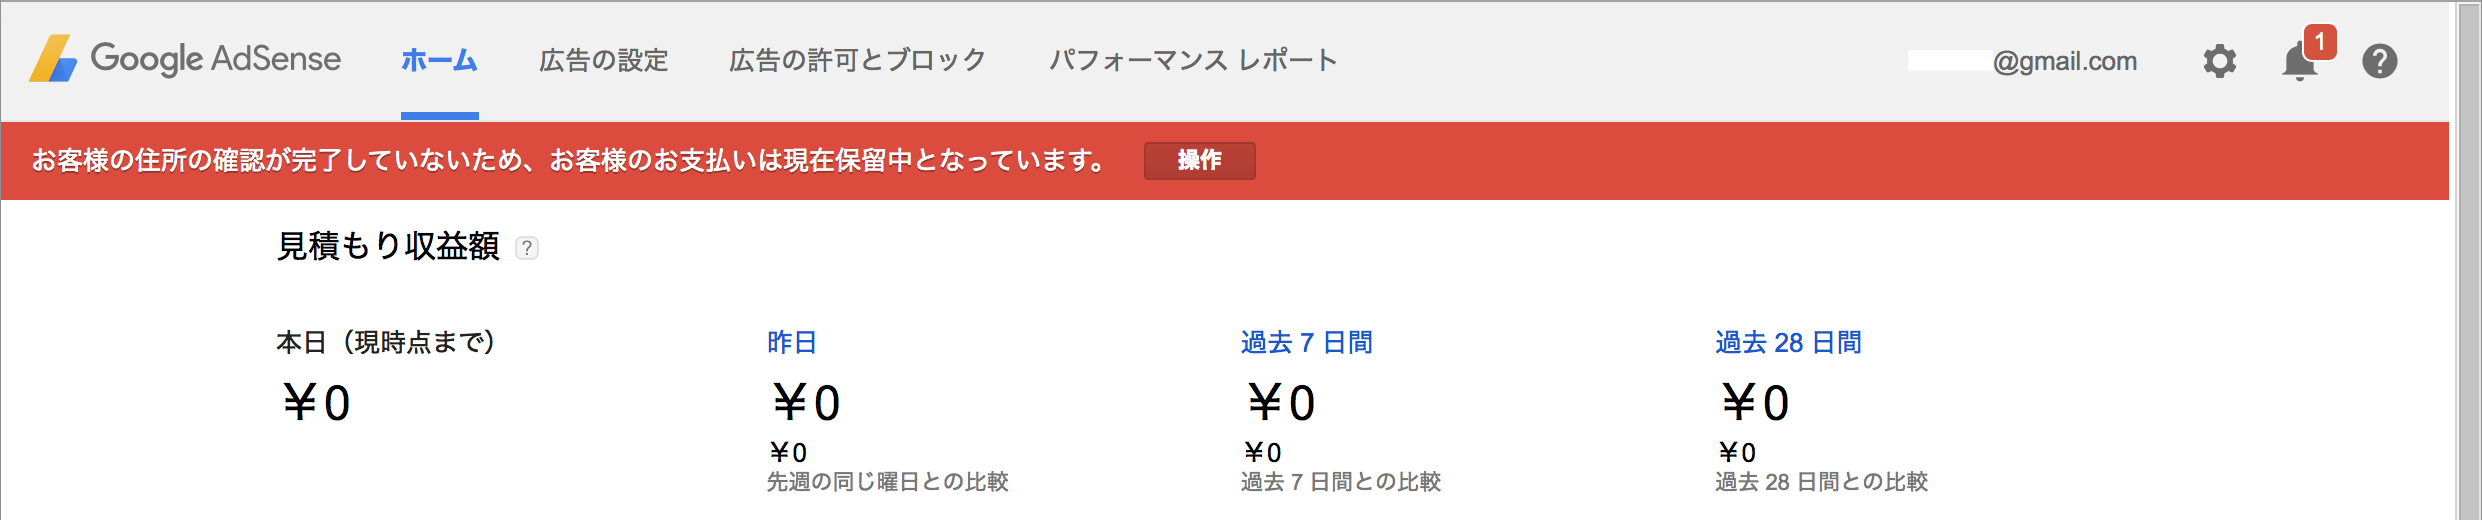 Google AdSense ホーム 広告の設定 広告の許可とブロック パフォーマンス レポート @gmail.com 1 ?
お客様の住所の確認が完了していないため、お客様のお支払いは現在保留中となっています。 操作
見積もり収益額 ?
本日（現時点まで） 昨日 過去 7 日間 過去 28 日間
¥0 ¥0 ¥0 ¥0
¥0 ¥0 ¥0
先週の同じ曜日との比較 過去 7 日間との比較 過去 28 日間との比較